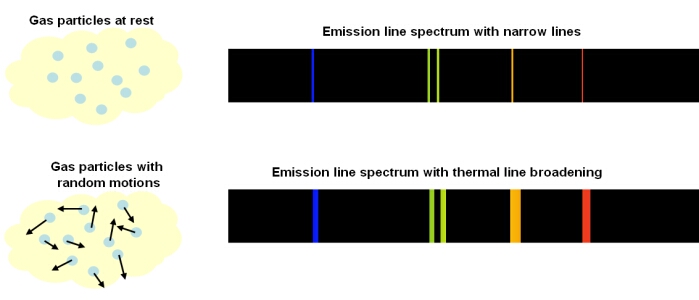 Gas particles at rest
Emission line spectrum with narrow lines
Gas particles with
random motions
Emission line spectrum with thermal line broadening